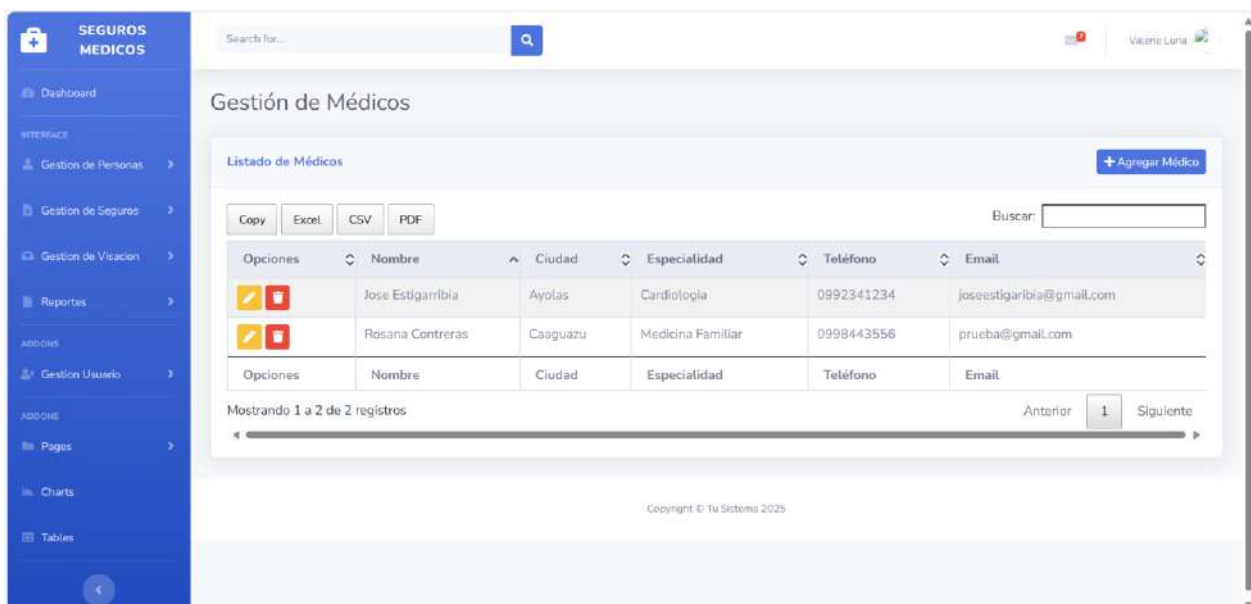 SEGUROS
MEDICOS
Search for...
2
Valerie Luna
Dashboard
INTERFACE
Gestion de Personas
Gestion de Seguros
Gestion de Visacion
Reportes
ADDONS
Gestion Usuario
ADDONS
Pages
Charts
Tables
Gestión de Médicos
Listado de Médicos
+ Agregar Médico
Copy Excel CSV PDF
Buscar:
Opciones Nombre Ciudad Especialidad Teléfono Email
Jose Estigarribia Ayolas Cardiologia 0992341234 joseestigaribia@gmail.com
Rosana Contreras Caaguazu Medicina Familiar 0998443556 prueba@gmail.com
Opciones Nombre Ciudad Especialidad Teléfono Email
Mostrando 1 a 2 de 2 registros
Anterior 1 Siguiente
Copyright © Tu Sistema 2025